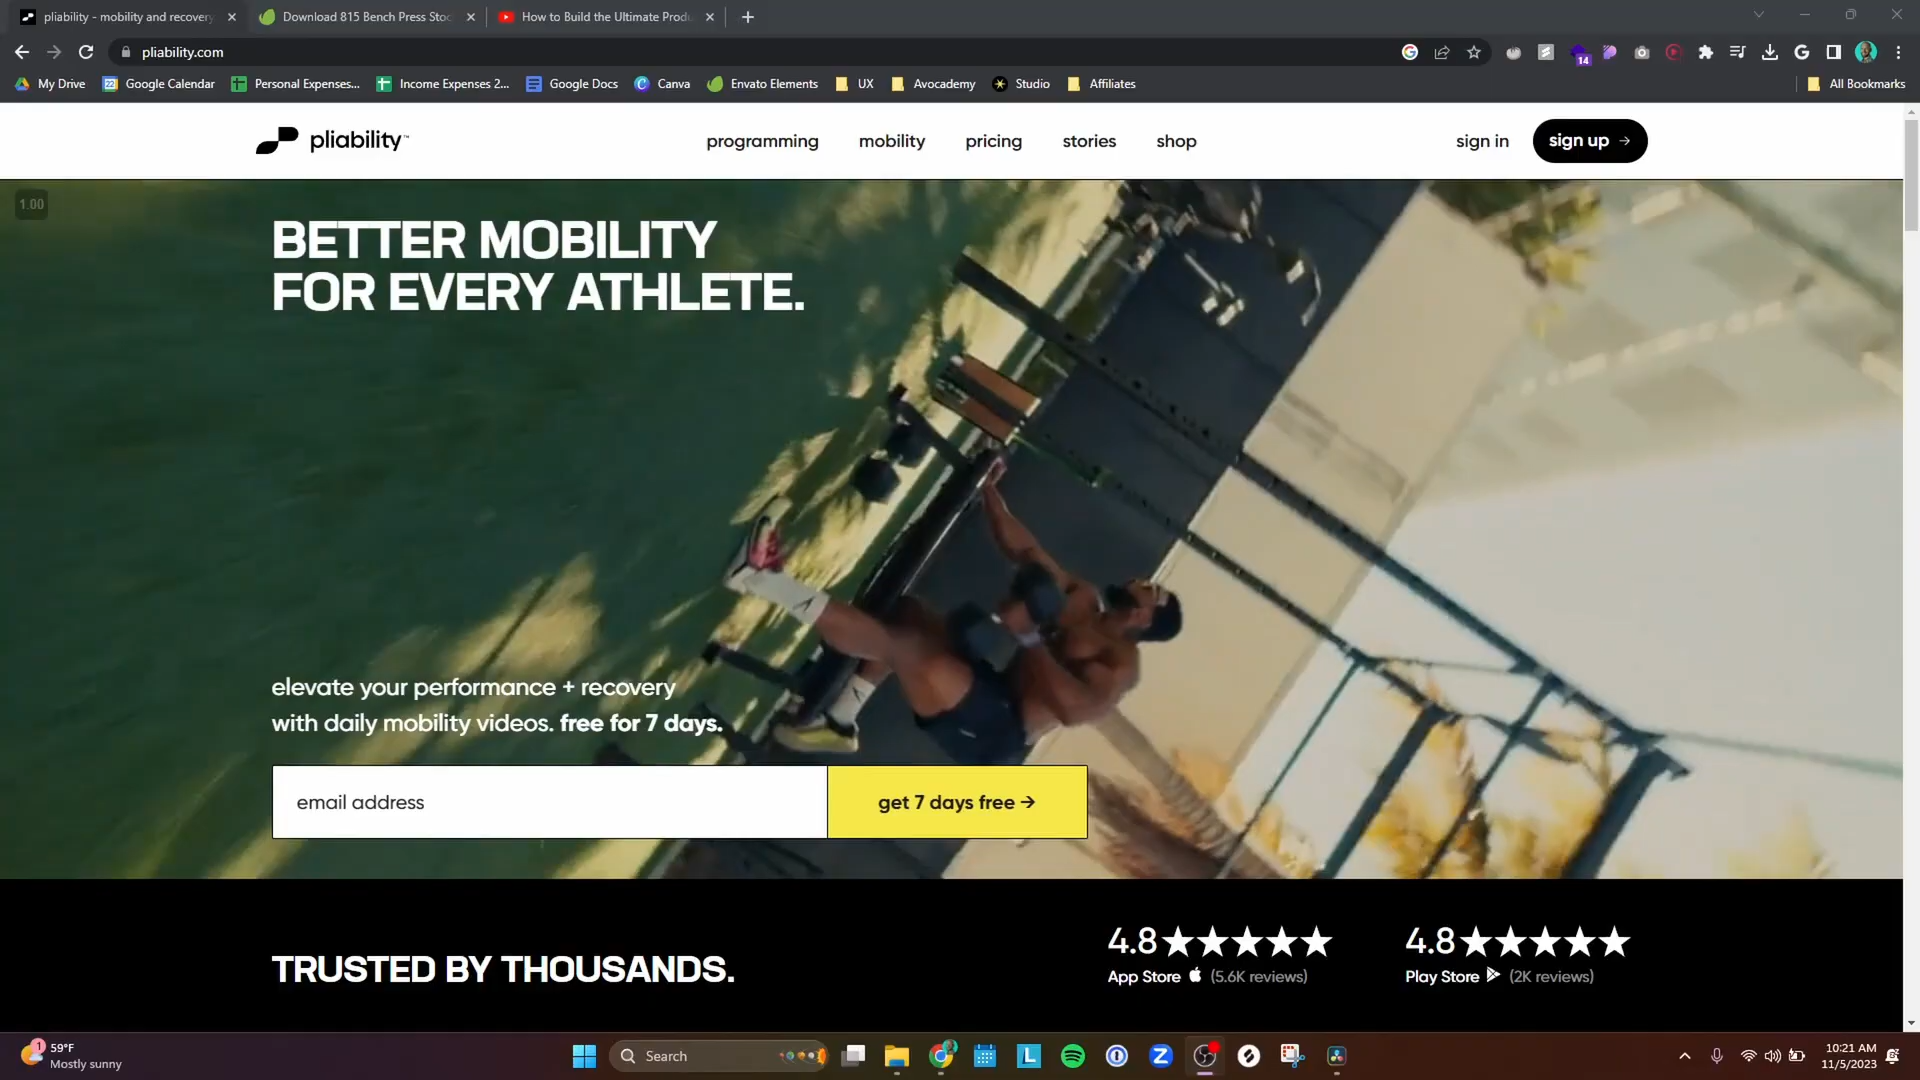 pliability - mobility and recovery
Download 815 Bench Press Stoc
How to Build the Ultimate Produ
pliability.com
14
My Drive
22
Google Calendar
Personal Expenses...
Income Expenses 2...
Google Docs
Canva
Envato Elements
UX
Avocademy
Studio
Affiliates
All Bookmarks
pliability™
programming
mobility
pricing
stories
shop
sign in
sign up →
1.00
BETTER MOBILITY
FOR EVERY ATHLETE.
elevate your performance + recovery
with daily mobility videos. free for 7 days.
email address
get 7 days free →
TRUSTED BY THOUSANDS.
4.8
App Store (5.6K reviews)
4.8
Play Store (2K reviews)
1
59°F
Mostly sunny
Search
10:21 AM
11/5/2023